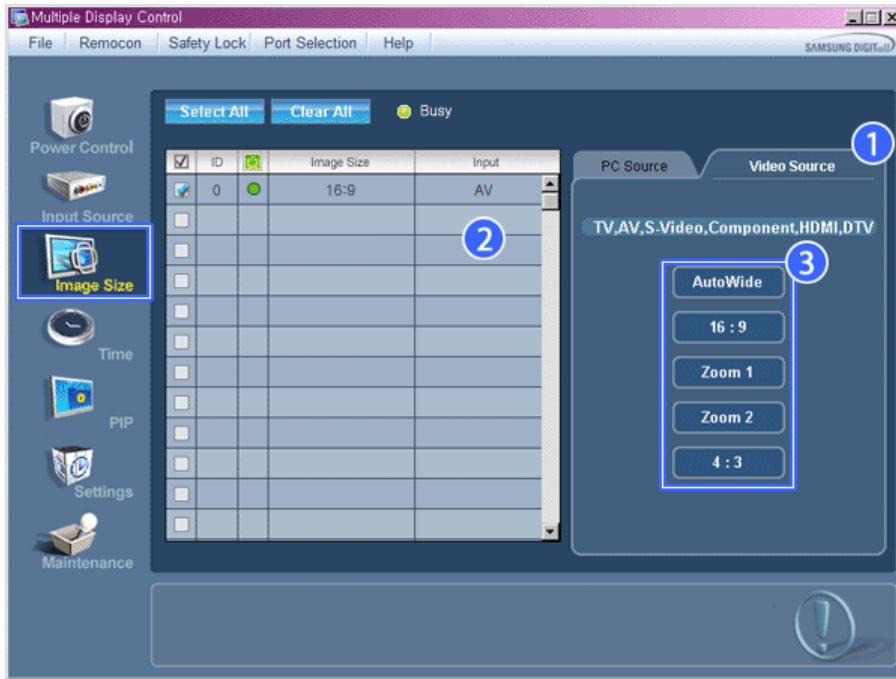 Multiple Display Control
File Remocon Safety Lock Port Selection Help
SAMSUNG DIGITall
Select All Clear All Busy
Power Control
Input Source
Image Size
Time
PIP
Settings
Maintenance
ID Image Size Input
0 16:9 AV
2
PC Source Video Source
1
TV,AV,S-Video,Component,HDMI,DTV
3
AutoWide
16 : 9
Zoom 1
Zoom 2
4 : 3